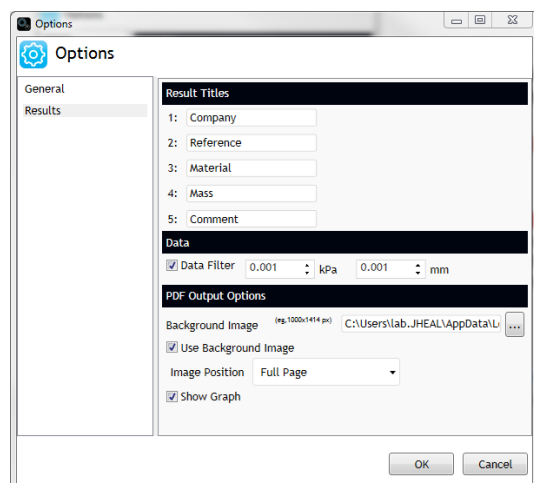 Options
Options
General
Results
Result Titles
1: Company
2: Reference
3: Material
4: Mass
5: Comment
Data
Data Filter 0.001 kPa 0.001 mm
PDF Output Options
Background Image (eg,1000x1414 px) C:\Users\lab.JHEAL\AppData\L
...
Use Background Image
Image Position Full Page
Show Graph
OK Cancel